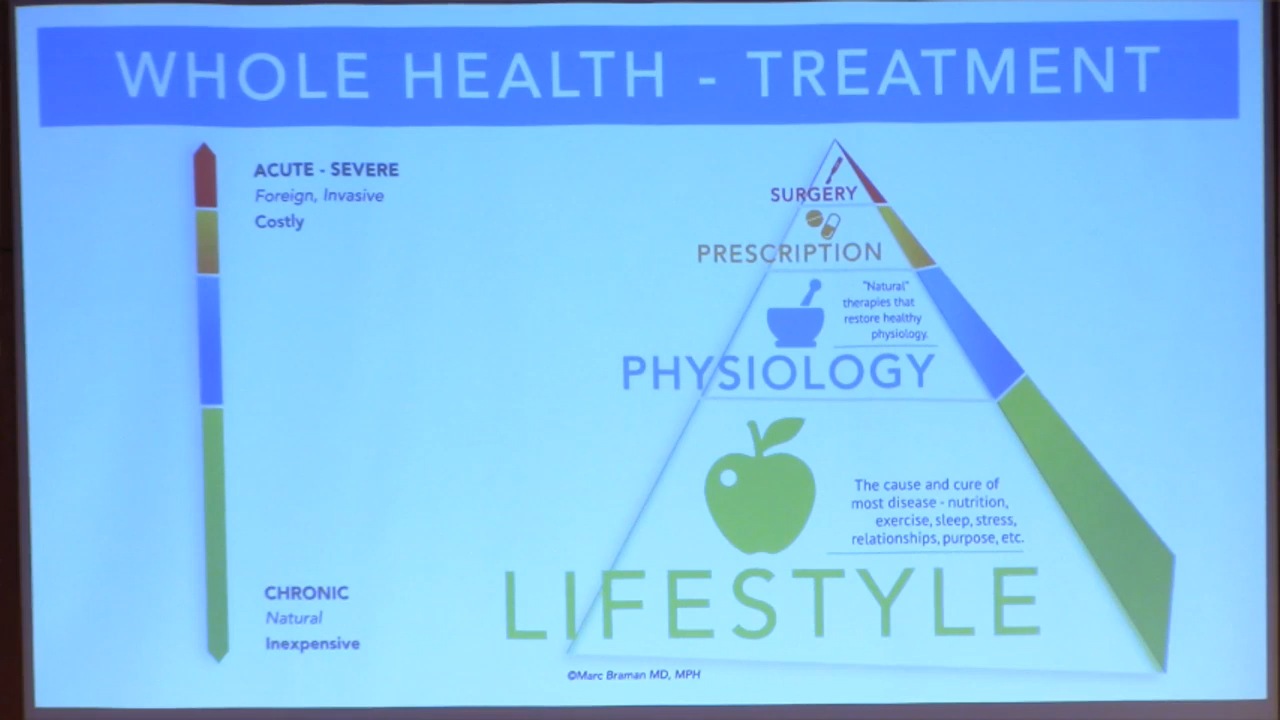 WHOLE HEALTH - TREATMENT
ACUTE - SEVERE
Foreign, Invasive
Costly
SURGERY
PRESCRIPTION
"Natural"
therapies that
restore healthy
physiology.
PHYSIOLOGY
The cause and cure of
most disease - nutrition,
exercise, sleep, stress,
relationships, purpose, etc.
LIFESTYLE
CHRONIC
Natural
Inexpensive
©Marc Braman MD, MPH